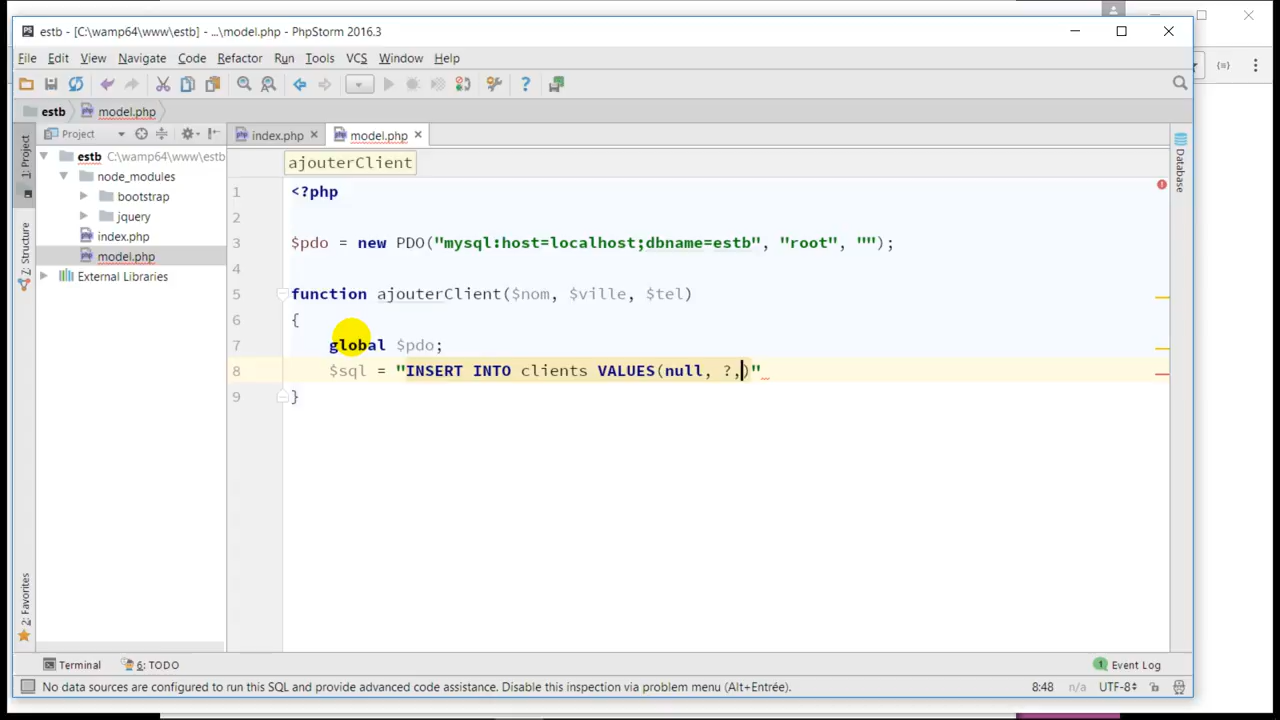 estb - [C:\wamp64\www\estb] - ...\model.php - PhpStorm 2016.3
File Edit View Navigate Code Refactor Run Tools VCS Window Help
estb model.php
Project
index.php model.php
1: Project
estb C:\wamp64\www\estb
node_modules
bootstrap
jquery
index.php
model.php
External Libraries
7: Structure
2: Favorites
ajouterClient
1 <?php
2
3 $pdo = new PDO("mysql:host=localhost;dbname=estb", "root", "");
4
5 function ajouterClient($nom, $ville, $tel)
6 {
7 global $pdo;
8 $sql = "INSERT INTO clients VALUES(null, ?,)"
9 }
Database
Terminal 6: TODO 1 Event Log
No data sources are configured to run this SQL and provide advanced code assistance. Disable this inspection via problem menu (Alt+Entrée). 8:48 n/a UTF-8